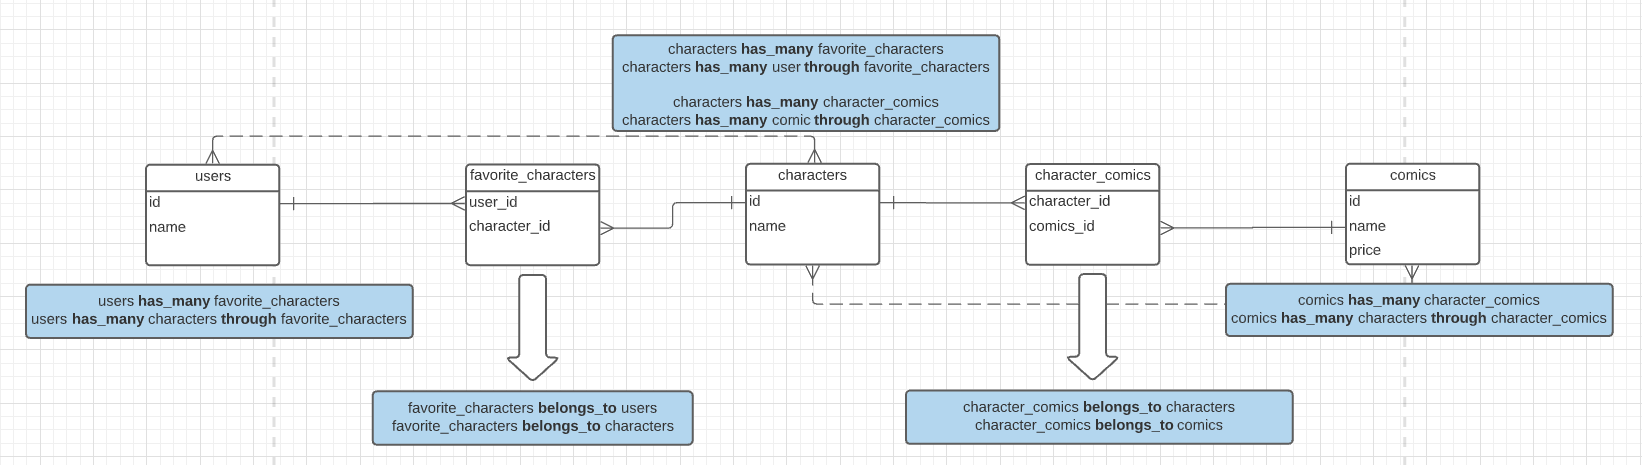 characters has_many favorite_characters
characters has_many user through favorite_characters
characters has_many character_comics
characters has_many comic through character_comics
users
id
name
favorite_characters
user_id
character_id
characters
id
name
character_comics
character_id
comics_id
comics
id
name
price
users has_many favorite_characters
users has_many characters through favorite_characters
comics has_many character_comics
comics has_many characters through character_comics
favorite_characters belongs_to users
favorite_characters belongs_to characters
character_comics belongs_to characters
character_comics belongs_to comics